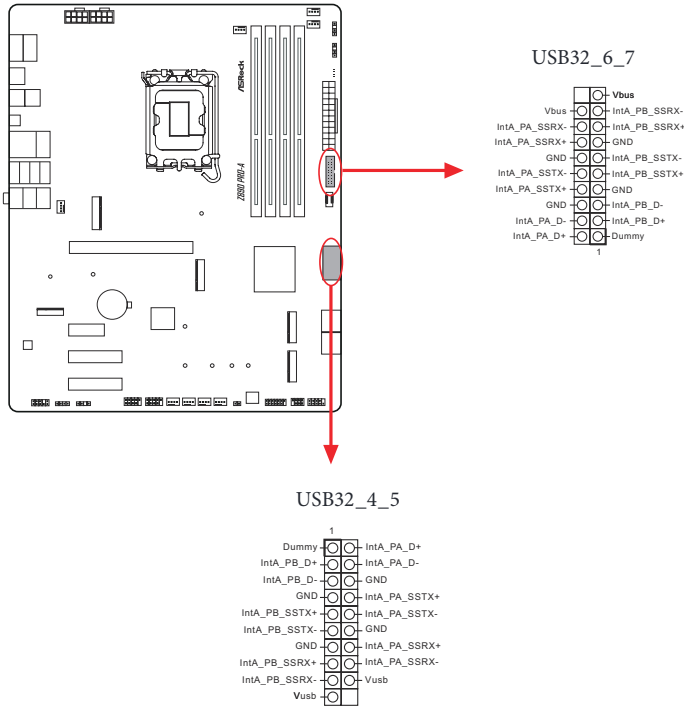 USB32_6_7
Vbus
Vbus IntA_PB_SSRX-
IntA_PA_SSRX- IntA_PB_SSRX+
IntA_PA_SSRX+ GND
GND IntA_PB_SSTX-
IntA_PA_SSTX- IntA_PB_SSTX+
IntA_PA_SSTX+ GND
GND IntA_PB_D-
IntA_PA_D- IntA_PB_D+
IntA_PA_D+ Dummy
1
Z890 PRO-A
USB32_4_5
1
Dummy IntA_PA_D+
IntA_PB_D+ IntA_PA_D-
IntA_PB_D- GND
GND IntA_PA_SSTX+
IntA_PB_SSTX+ IntA_PA_SSTX-
IntA_PB_SSTX- GND
GND IntA_PA_SSRX+
IntA_PB_SSRX+ IntA_PA_SSRX-
IntA_PB_SSRX- Vusb
Vusb